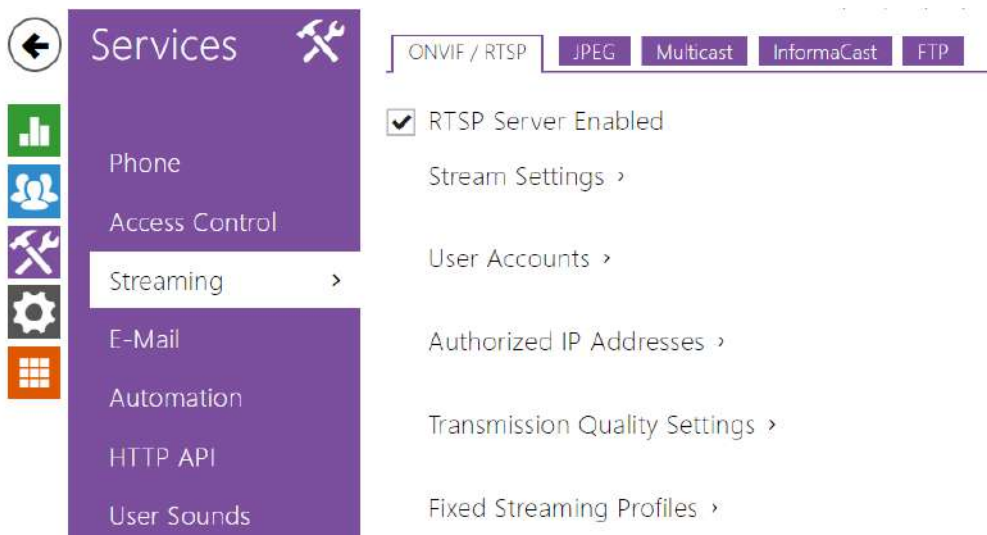 Services
Phone
Access Control
Streaming >
E-Mail
Automation
HTTP API
User Sounds
ONVIF / RTSP JPEG Multicast InformaCast FTP
RTSP Server Enabled
Stream Settings >
User Accounts >
Authorized IP Addresses >
Transmission Quality Settings >
Fixed Streaming Profiles >